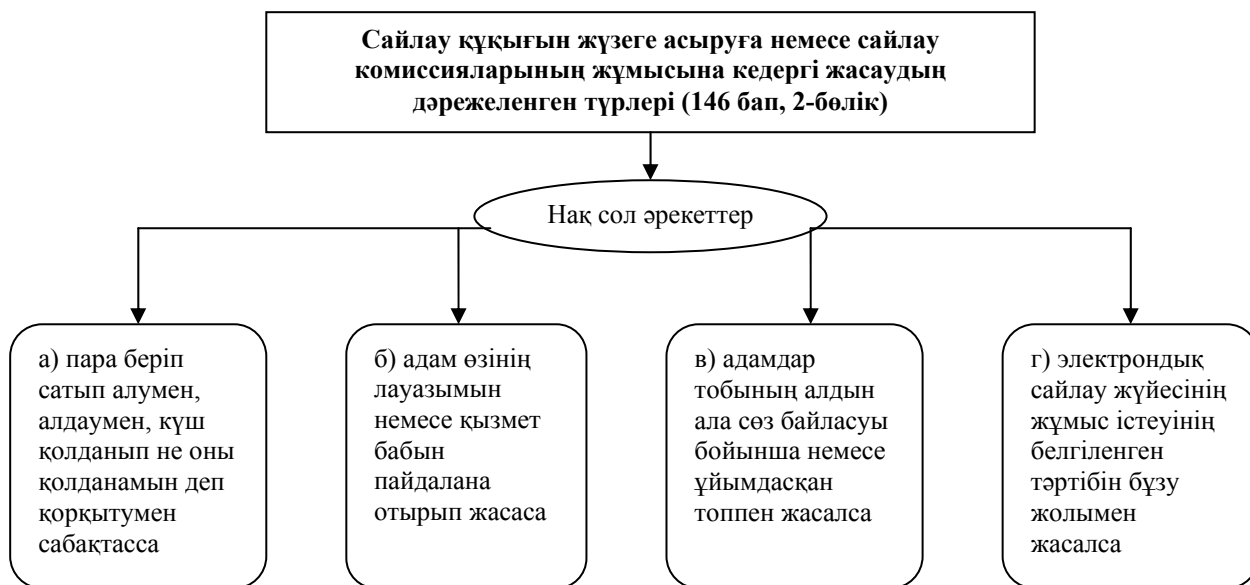 Сайлау құқығын жүзеге асыруға немесе сайлау
комиссияларының жұмысына кедергі жасаудың
дәрежеленген түрлері (146 бап, 2-бөлік)
Нақ сол әрекеттер
а) пара беріп
сатып алумен,
алдаумен, күш
қолданып не оны
қолданамын деп
қорқытумен
сабақтасса
б) адам өзінің
лауазымын
немесе қызмет
бабын
пайдалана
отырып жасаса
в) адамдар
тобының алдын
ала сөз байласуы
бойынша немесе
ұйымдасқан
топпен жасалса
г) электрондық
сайлау жүйесінің
жұмыс істеуінің
белгіленген
тәртібін бұзу
жолымен
жасалса